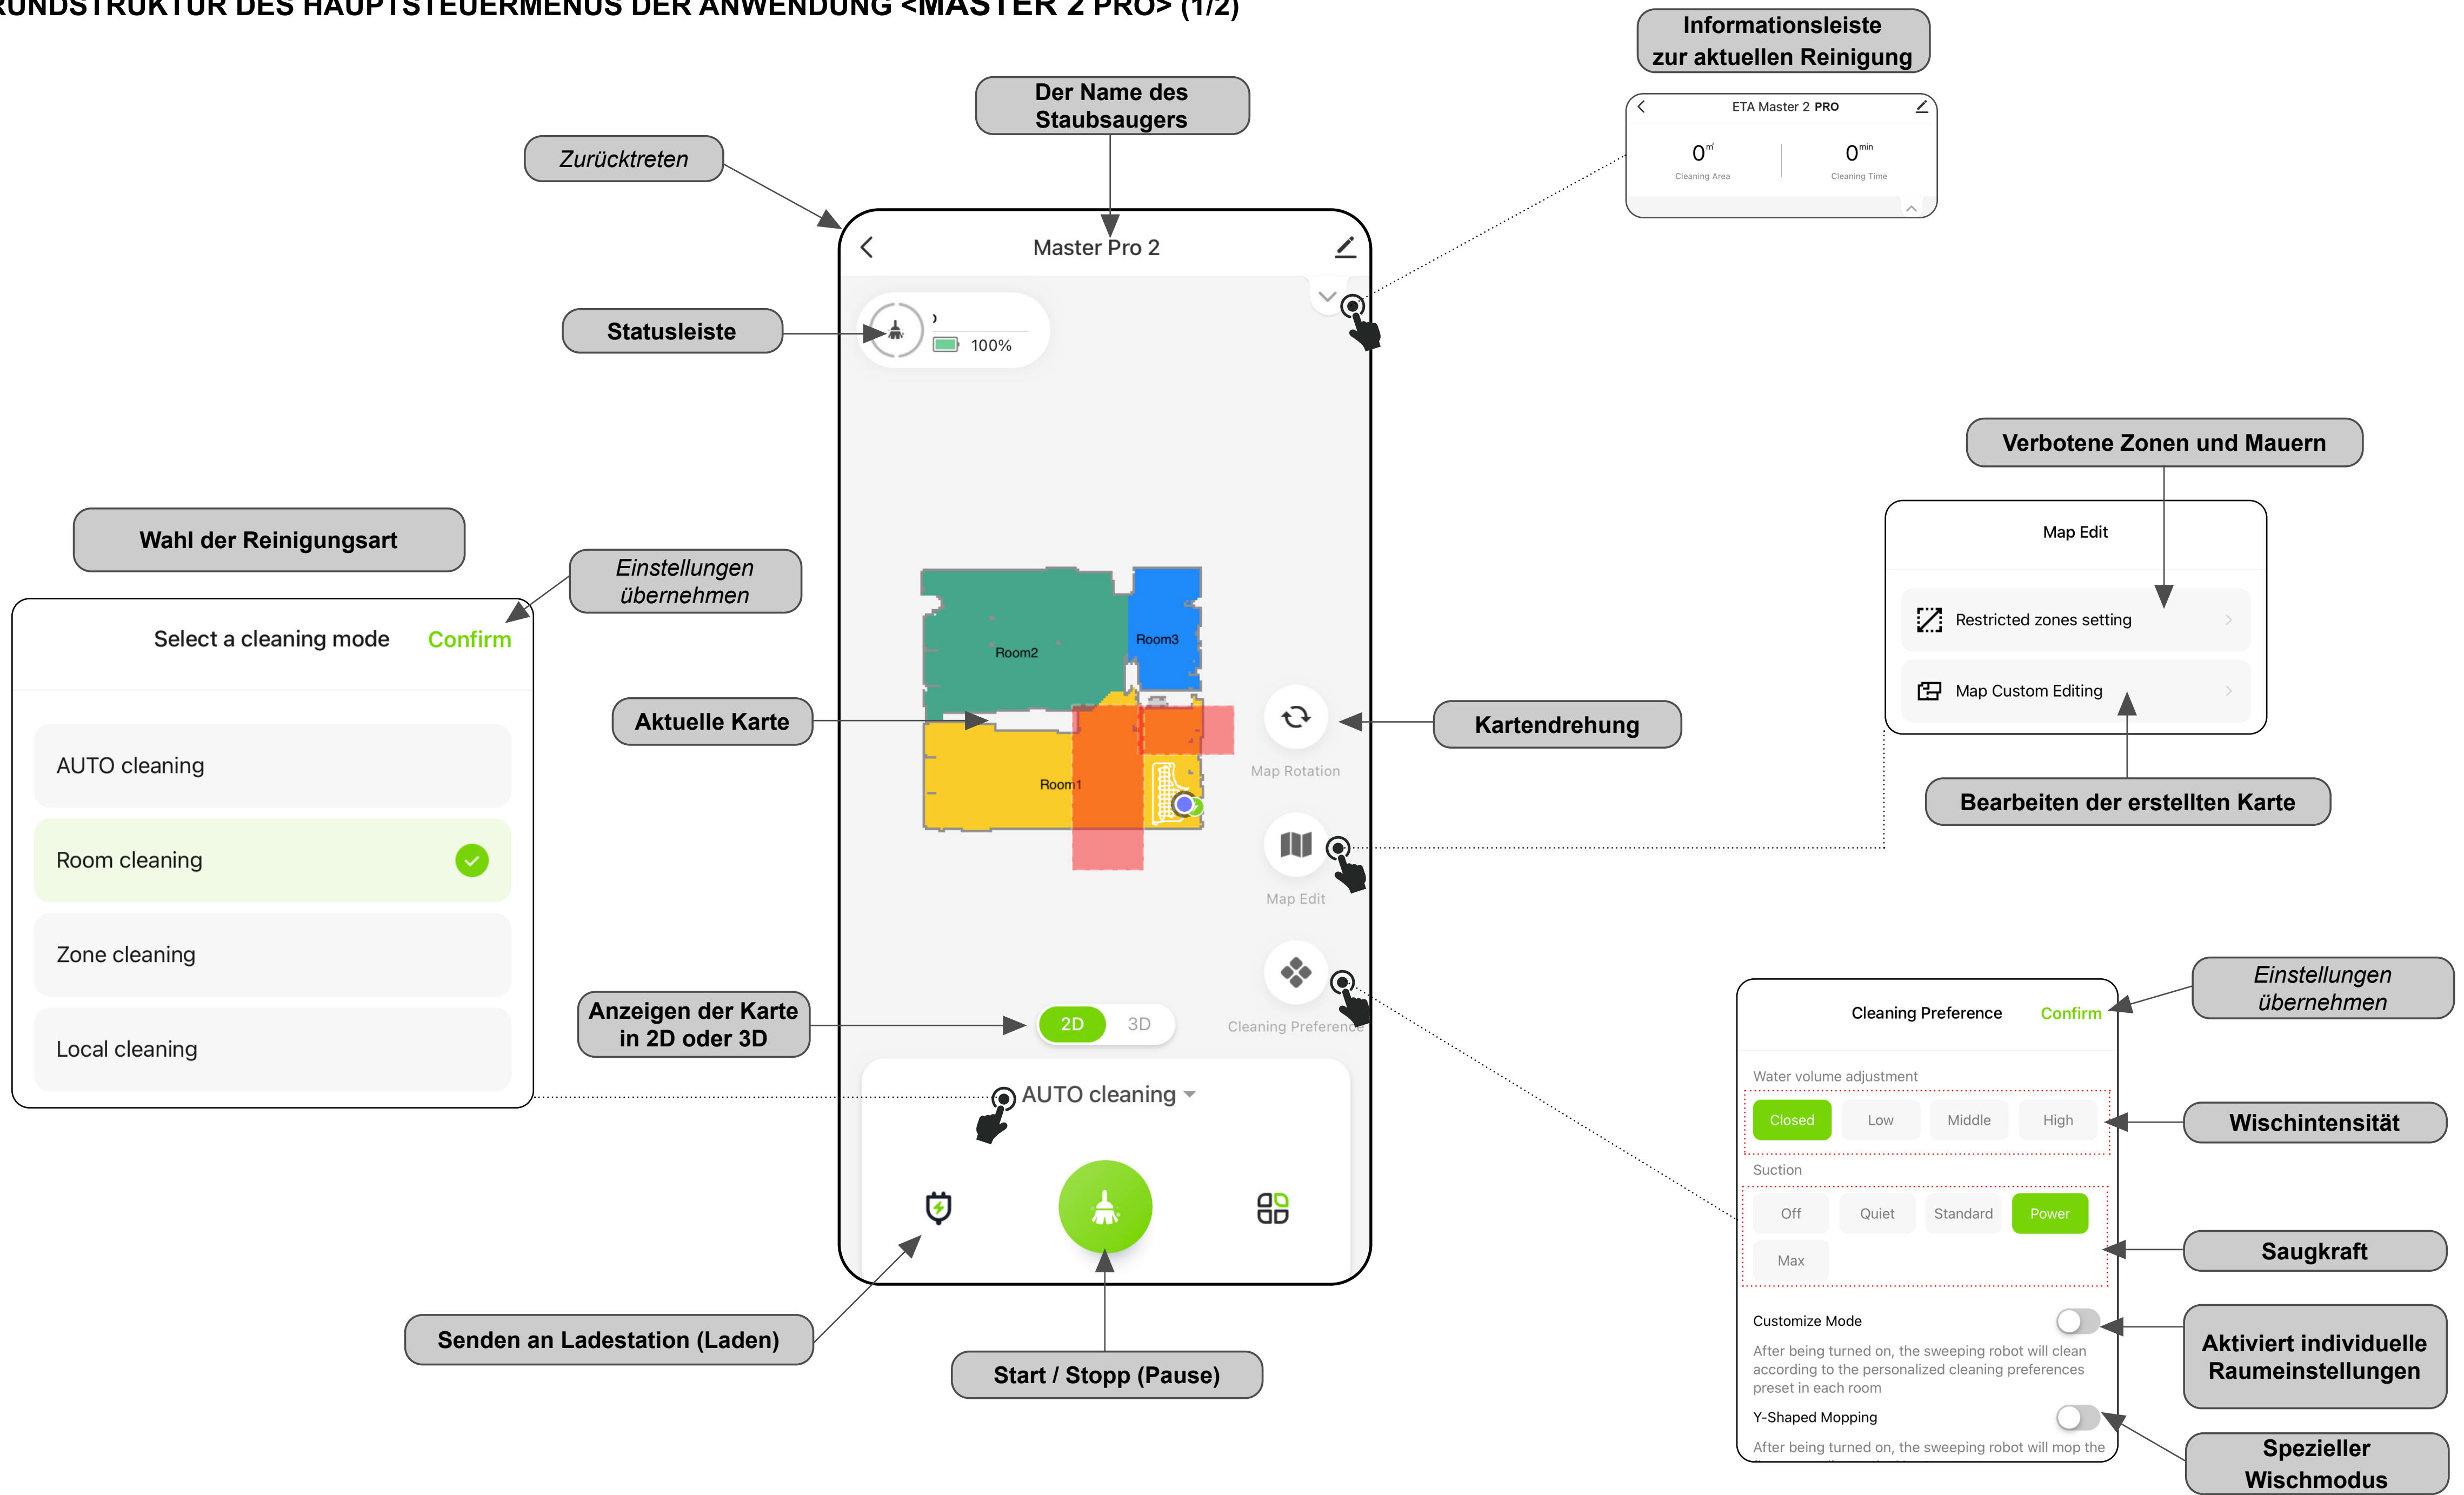 RUNDSTRUKTUR DES HAUPTSTEUERMENÜS DER ANWENDUNG <MASTER 2 PRO> (1/2)
Informationsleiste
zur aktuellen Reinigung
ETA Master 2 PRO
0 ㎡
0 min
Cleaning Area
Cleaning Time
Der Name des
Staubsaugers
Zurücktreten
Master Pro 2
Statusleiste
100%
Verbotene Zonen und Mauern
Map Edit
Restricted zones setting
Map Custom Editing
Bearbeiten der erstellten Karte
Wahl der Reinigungsart
Einstellungen
übernehmen
Select a cleaning mode
Confirm
AUTO cleaning
Room cleaning
Zone cleaning
Local cleaning
Room2
Room3
Room1
Aktuelle Karte
Kartendrehung
Map Rotation
Map Edit
Cleaning Preference
Anzeigen der Karte
in 2D oder 3D
2D
3D
AUTO cleaning
Senden an Ladestation (Laden)
Start / Stopp (Pause)
Einstellungen
übernehmen
Cleaning Preference
Confirm
Water volume adjustment
Closed
Low
Middle
High
Wischintensität
Suction
Off
Quiet
Standard
Power
Max
Saugkraft
Customize Mode
After being turned on, the sweeping robot will clean
according to the personalized cleaning preferences
preset in each room
Aktiviert individuelle
Raumeinstellungen
Y-Shaped Mopping
After being turned on, the sweeping robot will mop the
Spezieller
Wischmodus